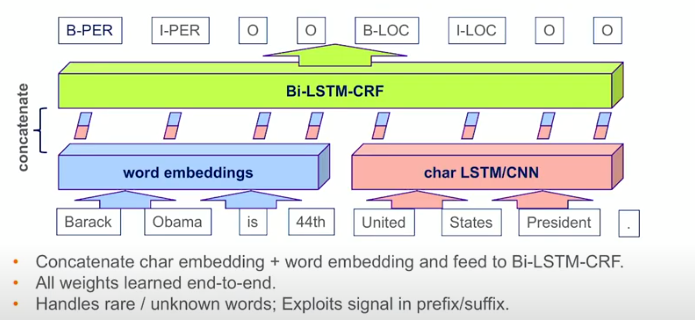 B-PER I-PER O O B-LOC I-LOC O O
Bi-LSTM-CRF
concatenate
word embeddings char LSTM/CNN
Barack Obama is 44th United States President .
• Concatenate char embedding + word embedding and feed to Bi-LSTM-CRF.
• All weights learned end-to-end.
• Handles rare / unknown words; Exploits signal in prefix/suffix.